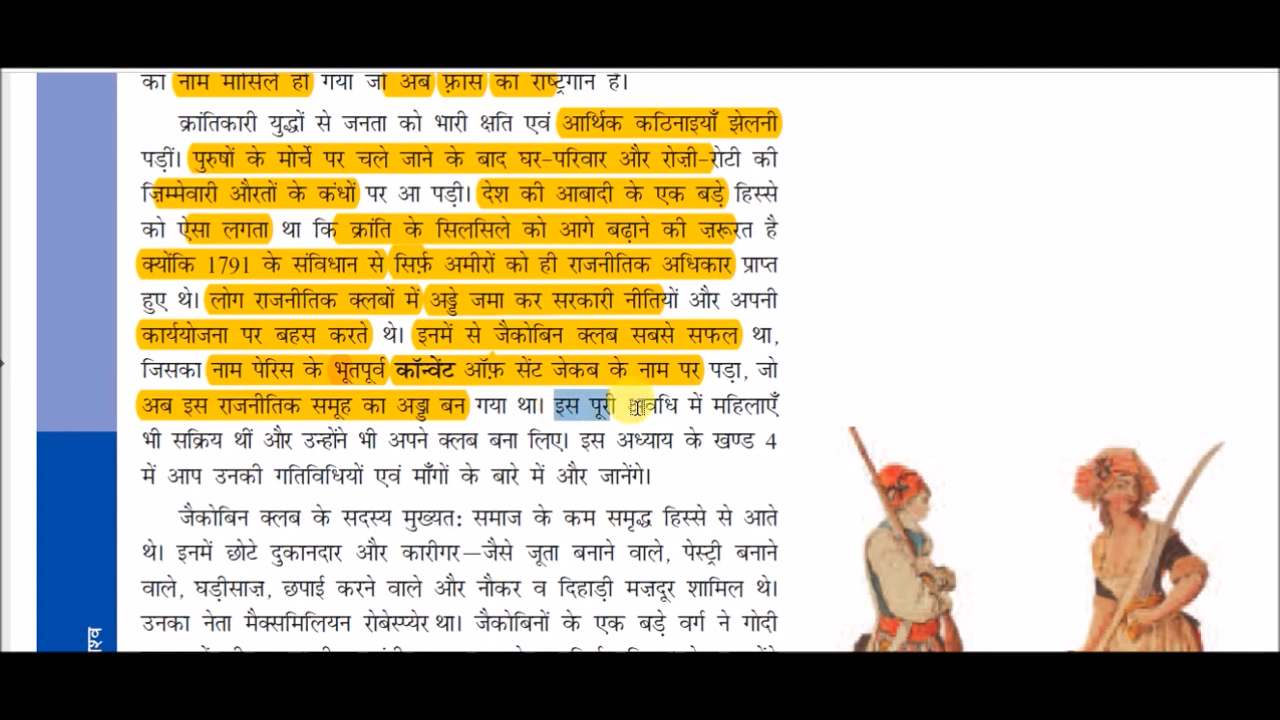 का नाम मार्सिले हो गया जो अब फ़्रांस का राष्ट्रगान है।
क्रांतिकारी युद्धों से जनता को भारी क्षति एवं आर्थिक कठिनाइयाँ झेलनी
पड़ीं। पुरुषों के मोर्चे पर चले जाने के बाद घर-परिवार और रोज़ी-रोटी की
ज़िम्मेवारी औरतों के कंधों पर आ पड़ी। देश की आबादी के एक बड़े हिस्से
को ऐसा लगता था कि क्रांति के सिलसिले को आगे बढ़ाने की ज़रूरत है
क्योंकि 1791 के संविधान से सिर्फ़ अमीरों को ही राजनीतिक अधिकार प्राप्त
हुए थे। लोग राजनीतिक क्लबों में अड्डे जमा कर सरकारी नीतियों और अपनी
कार्ययोजना पर बहस करते थे। इनमें से जैकोबिन क्लब सबसे सफल था,
जिसका नाम पेरिस के भूतपूर्व कॉन्वेंट ऑफ़ सेंट जेकब के नाम पर पड़ा, जो
अब इस राजनीतिक समूह का अड्डा बन गया था। इस पूरी अवधि में महिलाएँ
भी सक्रिय थीं और उन्होंने भी अपने क्लब बना लिए। इस अध्याय के खण्ड 4
में आप उनकी गतिविधियों एवं माँगों के बारे में और जानेंगे।
जैकोबिन क्लब के सदस्य मुख्यत: समाज के कम समृद्ध हिस्से से आते
थे। इनमें छोटे दुकानदार और कारीगर–जैसे जूता बनाने वाले, पेस्ट्री बनाने
वाले, घड़ीसाज, छपाई करने वाले और नौकर व दिहाड़ी मजदूर शामिल थे।
उनका नेता मैक्समिलियन रोबेस्प्येर था। जैकोबिनों के एक बड़े वर्ग ने गोदी